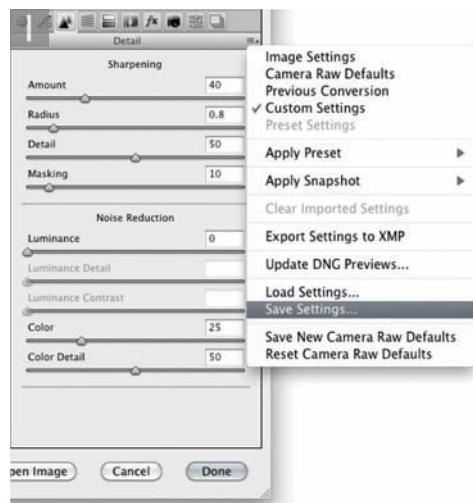 1
fx
Detail
Sharpening
Amount 40
Radius 0.8
Detail 50
Masking 10
Noise Reduction
Luminance 0
Luminance Detail
Luminance Contrast
Color 25
Color Detail 50
pen Image Cancel Done
Image Settings
Camera Raw Defaults
Previous Conversion
✓ Custom Settings
Preset Settings
Apply Preset
Apply Snapshot
Clear Imported Settings
Export Settings to XMP
Update DNG Previews...
Load Settings...
Save Settings...
Save New Camera Raw Defaults
Reset Camera Raw Defaults